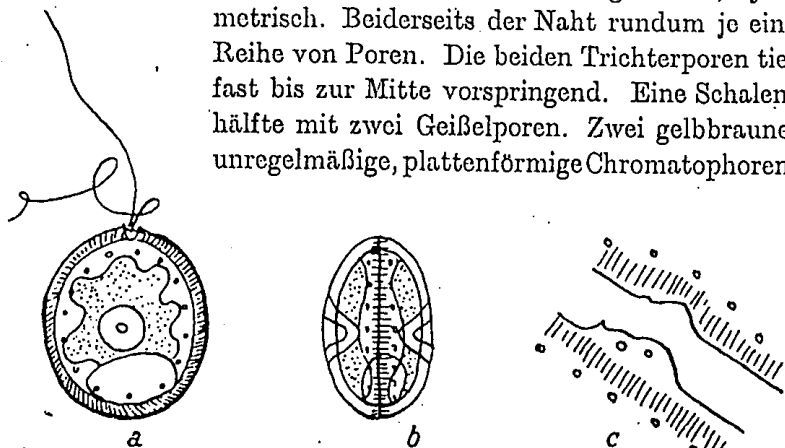 metrisch. Beiderseits der Naht rundum je ein
Reihe von Poren. Die beiden Trichterporen tie
fast bis zur Mitte vorspringend. Eine Schalen
hälfte mit zwei Geißelporen. Zwei gelbbraune
unregelmäßige, plattenförmige Chromatophoren
a b c